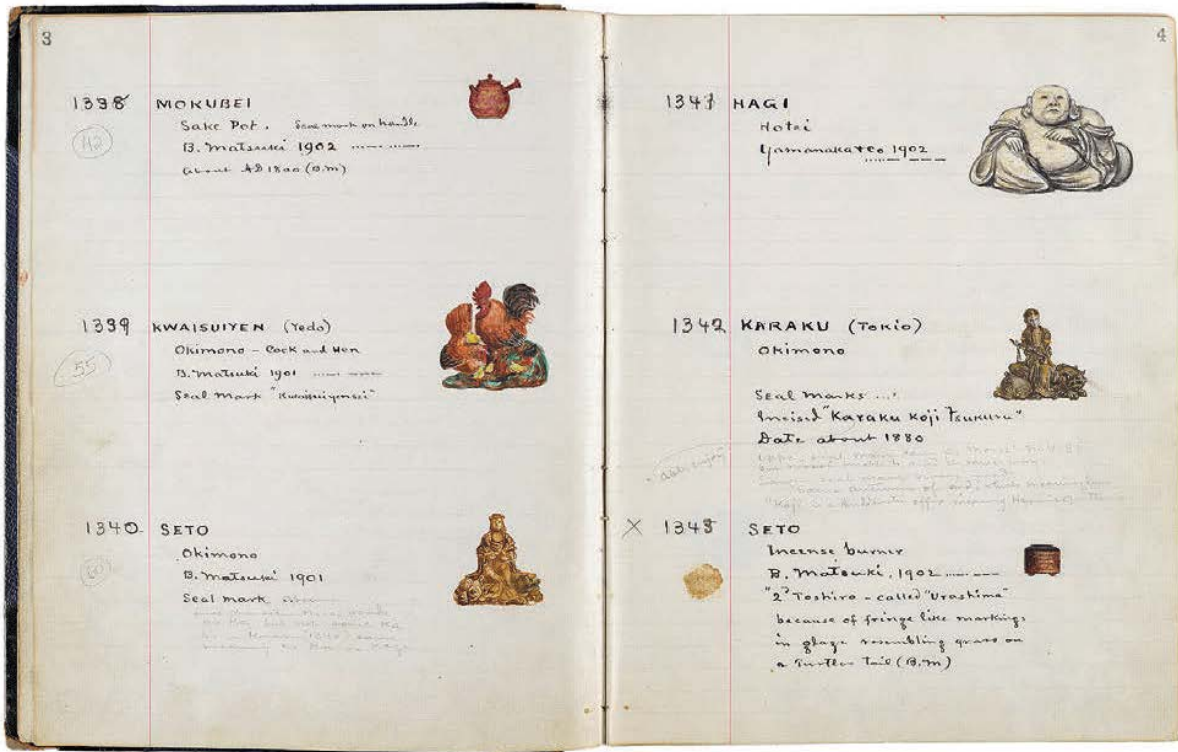 3
1338 MOKUBEI
112
Sake Pot. Seal mark on handle
B. Matsuki 1902
About AD 1800 (B.M)
1339 KWAISUIYEN (Yedo)
55
Okimono - Cock and Hen
B. Matsuki 1901
Seal Mark "Kwaisuiyensei"
1340 SETO
60
Okimono
B. Matsuki 1901
Seal mark
4
1341 HAGI
Hotei
Yamanaka & Co 1902
1342 KARAKU (Tokio)
Okimono
Seal Marks
Incised "Karaku Koji Tsukuru"
Date about 1880
X 1343 SETO
Incense burner
B. Matsuki, 1902
"2" Toshiro - called "Urashima"
because of fringe like markings
in glaze resembling grass on
a turtles tail (B.M)